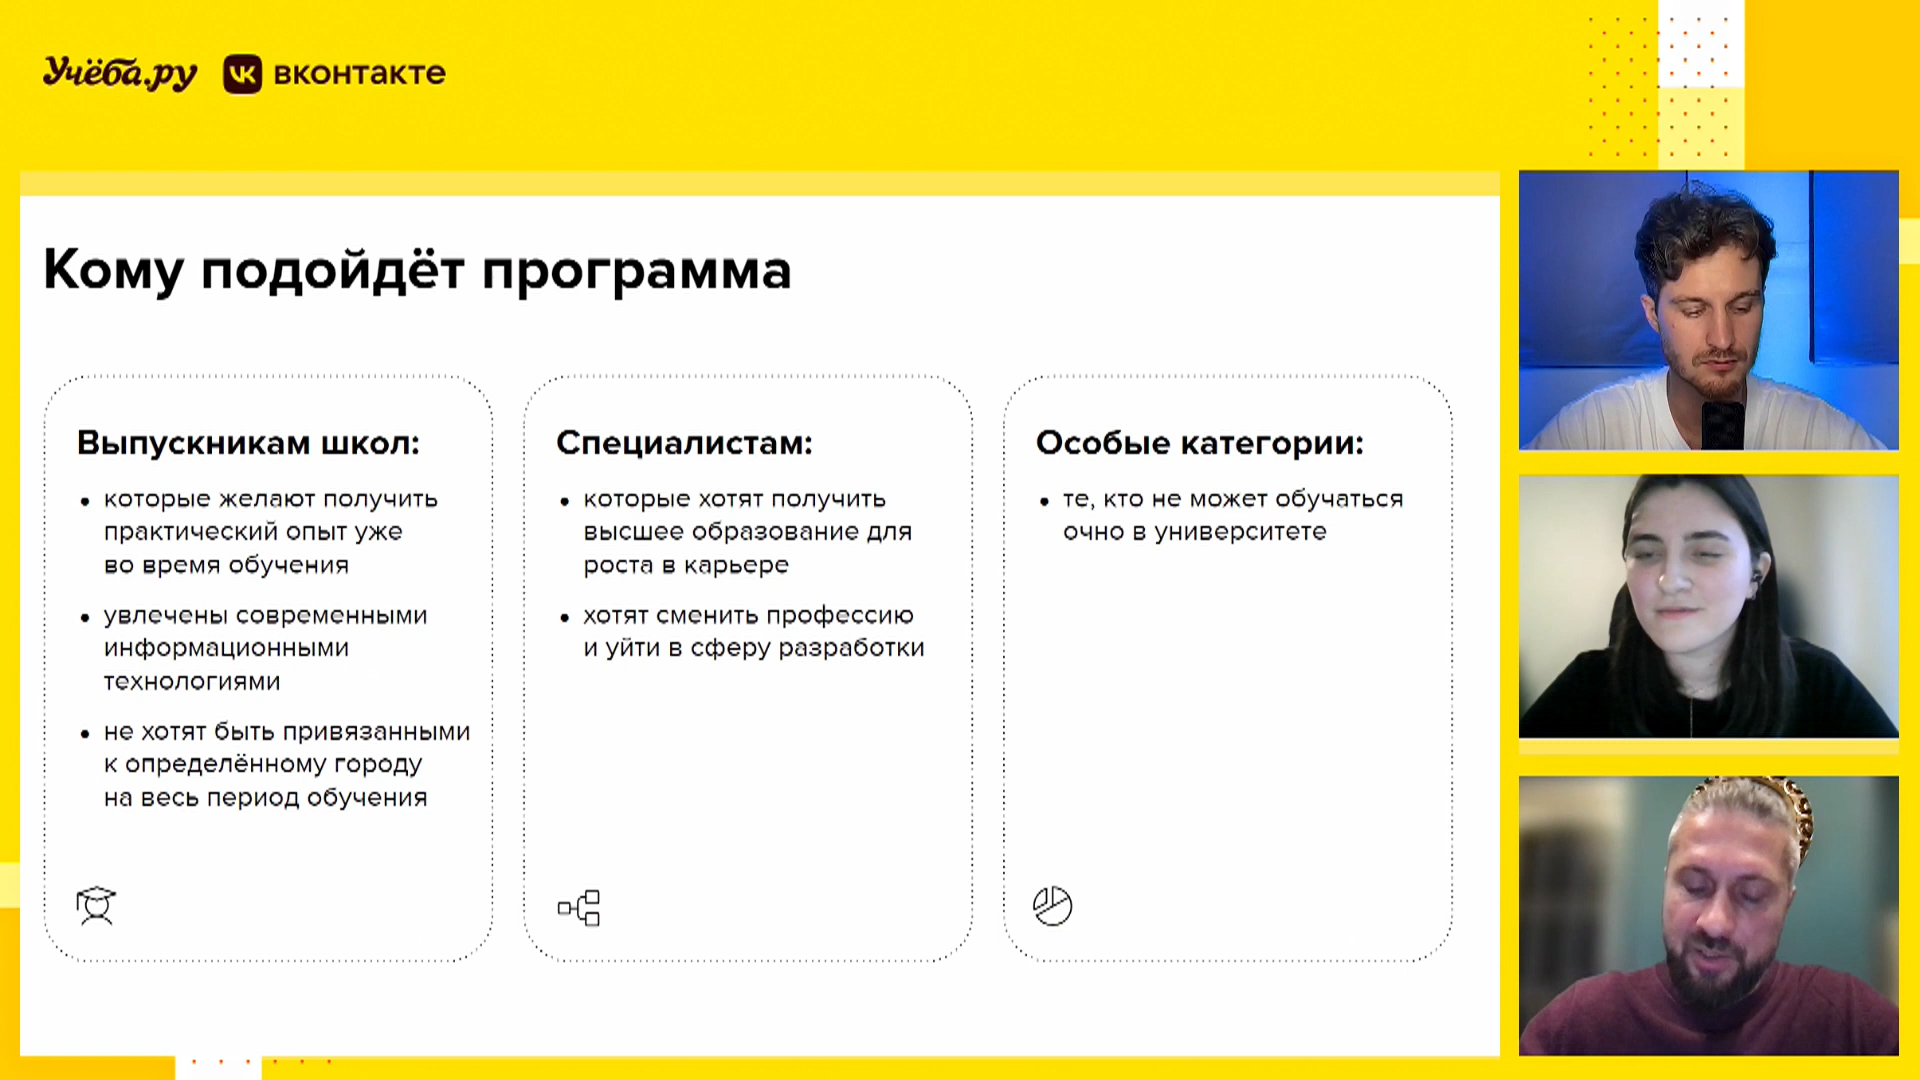 Учёба.ру вконтакте
Кому подойдёт программа
Выпускникам школ:
• которые желают получить
практический опыт уже
во время обучения
• увлечены современными
информационными
технологиями
• не хотят быть привязанными
к определённому городу
на весь период обучения
Специалистам:
• которые хотят получить
высшее образование для
роста в карьере
• хотят сменить профессию
и уйти в сферу разработки
Особые категории:
• те, кто не может обучаться
очно в университете